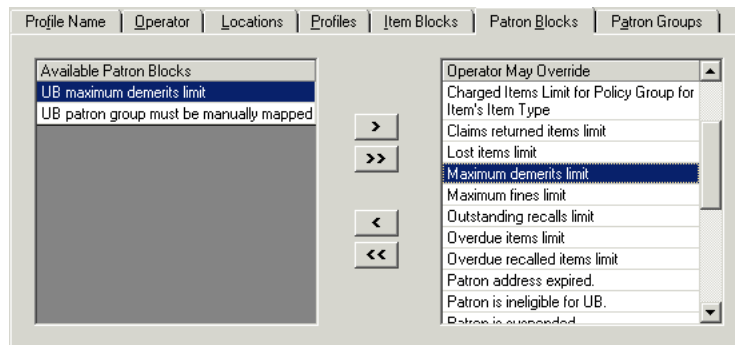 Profile Name Operator Locations Profiles Item Blocks Patron Blocks Patron Groups
Available Patron Blocks
UB maximum demerits limit
UB patron group must be manually mapped
>
>>
<
<<
Operator May Override
Charged Items Limit for Policy Group for
Item's Item Type
Claims returned items limit
Lost items limit
Maximum demerits limit
Maximum fines limit
Outstanding recalls limit
Overdue items limit
Overdue recalled items limit
Patron address expired.
Patron is ineligible for UB.
Patron is suspended